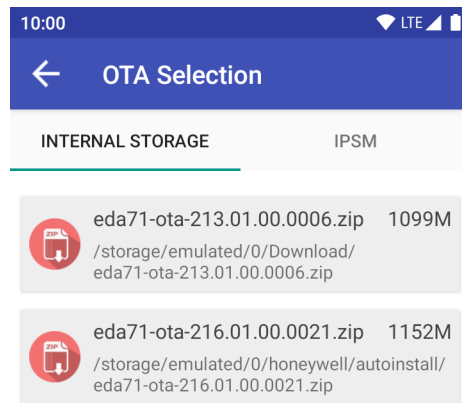 10:00 LTE
OTA Selection
INTERNAL STORAGE IPSM
ZIP
eda71-ota-213.01.00.0006.zip 1099M
/storage/emulated/0/Download/
eda71-ota-213.01.00.0006.zip
ZIP
eda71-ota-216.01.00.0021.zip 1152M
/storage/emulated/0/honeywell/autoinstall/
eda71-ota-216.01.00.0021.zip